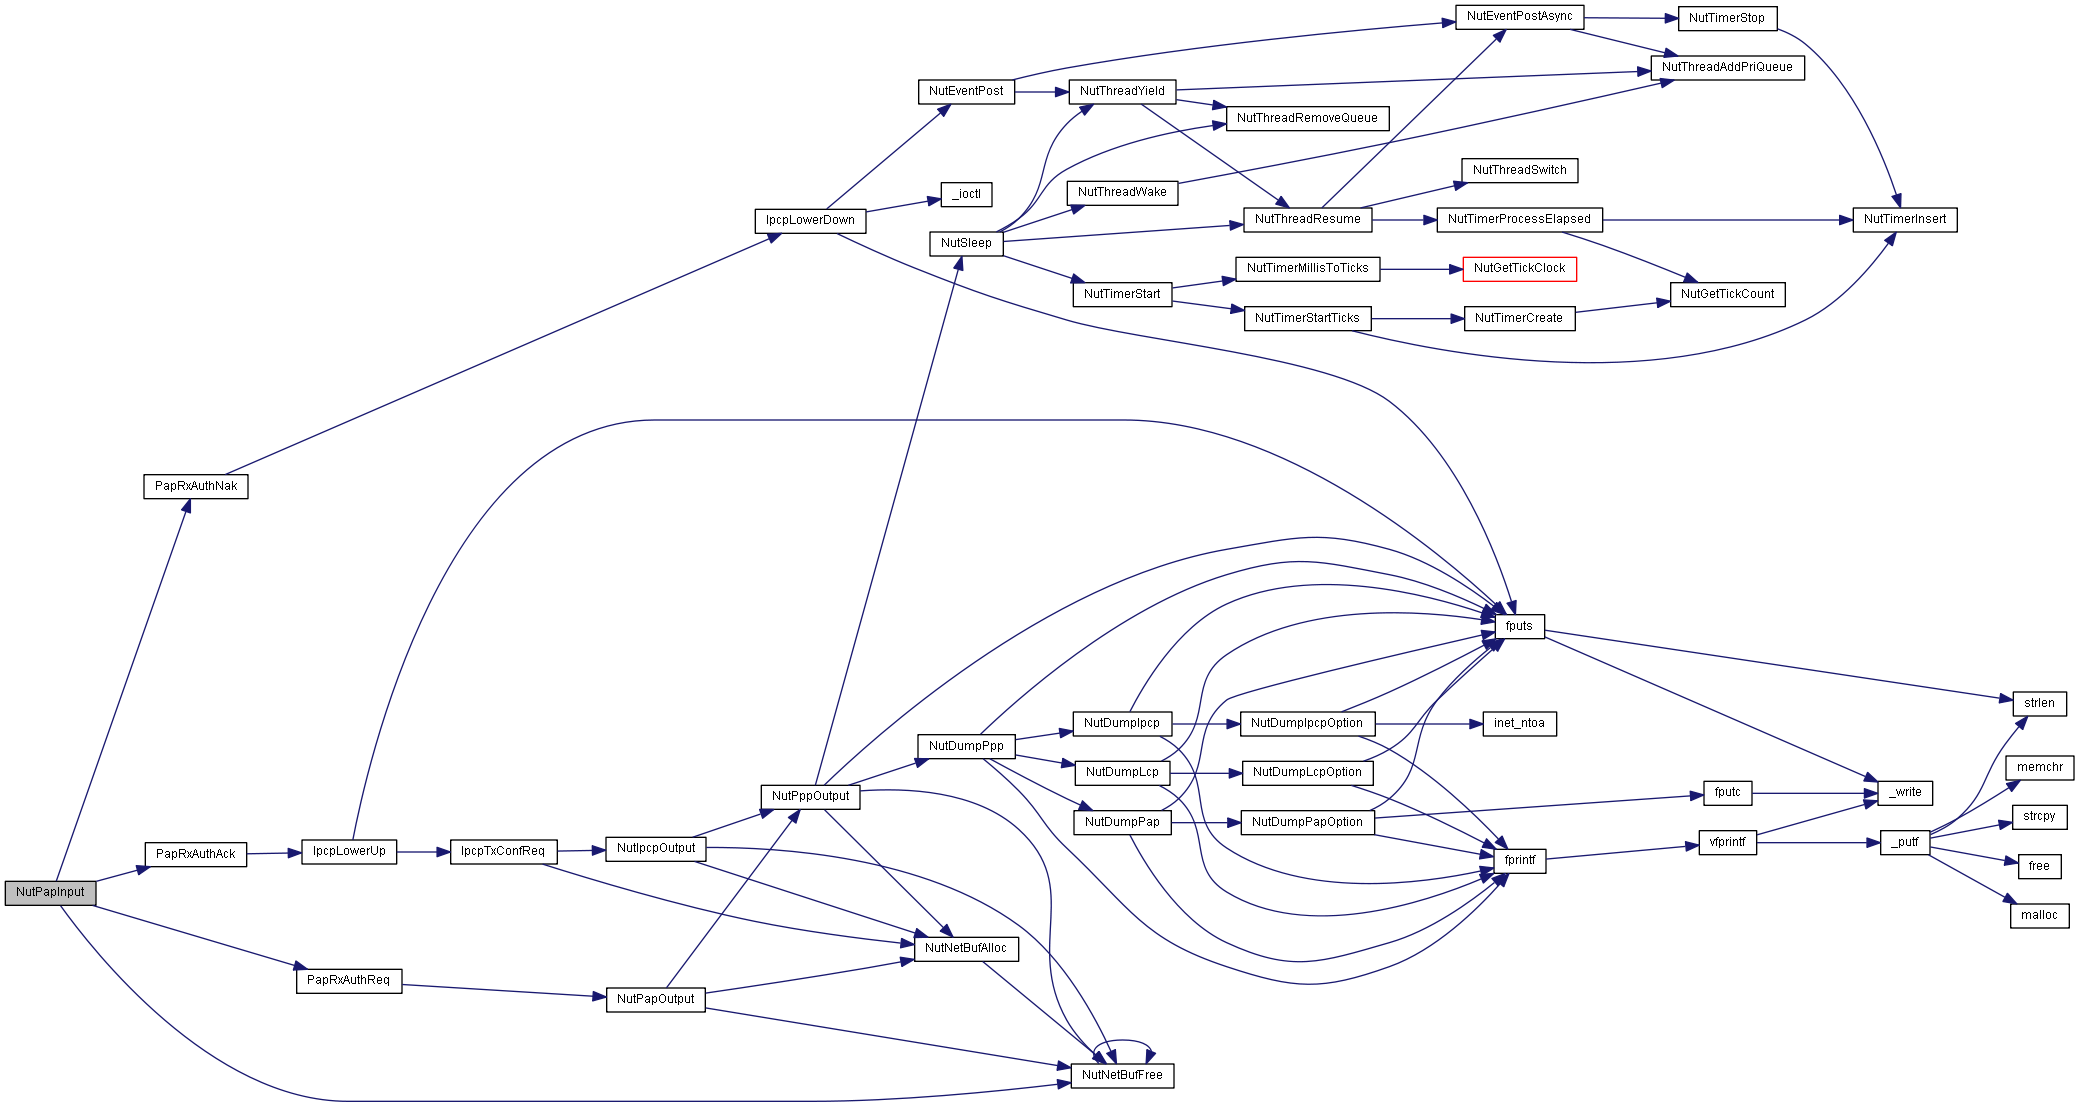 NutEventPostAsync
NutTimerStop
NutThreadAddPriQueue
NutEventPost
NutThreadYield
NutThreadRemoveQueue
NutThreadSwitch
_ioctl
NutThreadWake
IpcpLowerDown
NutThreadResume
NutTimerProcessElapsed
NutTimerInsert
NutSleep
NutTimerMillisToTicks
NutGetTickClock
NutTimerStart
NutGetTickCount
NutTimerStartTicks
NutTimerCreate
PapRxAuthNak
fputs
strlen
NutDumpIpcp
NutDumpIpcpOption
inet_ntoa
NutDumpPpp
memchr
NutDumpLcp
NutDumpLcpOption
NutPppOutput
fputc
_write
strcpy
NutDumpPap
NutDumpPapOption
vfprintf
_putf
PapRxAuthAck
IpcpLowerUp
IpcpTxConfReq
NutIpcpOutput
fprintf
free
NutPapInput
malloc
NutNetBufAlloc
PapRxAuthReq
NutPapOutput
NutNetBufFree